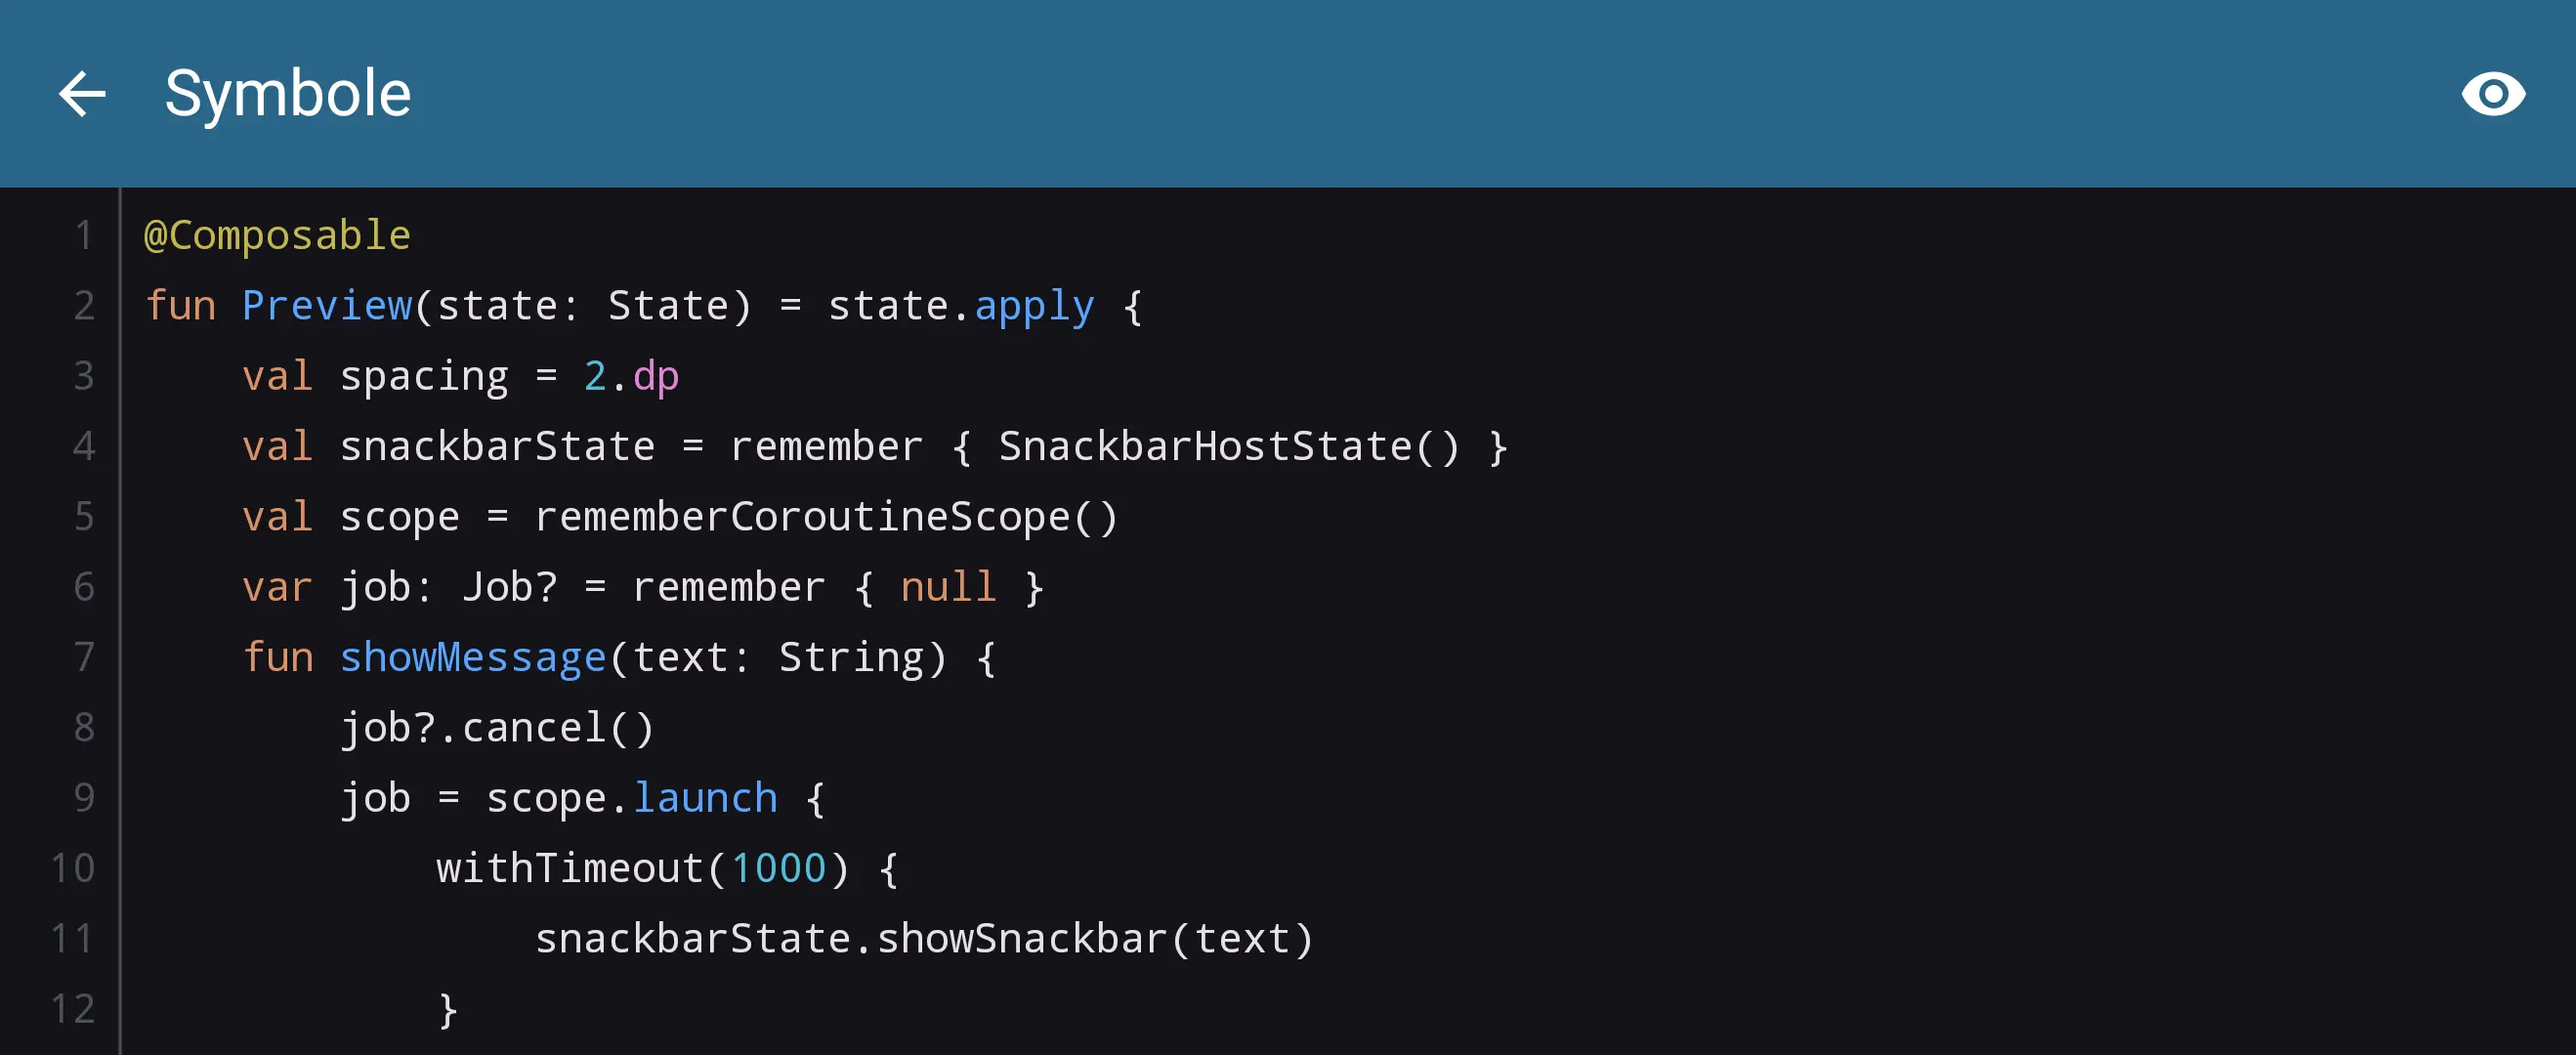 Symbole
1 @Composable
2 fun Preview(state: State) = state.apply {
3     val spacing = 2.dp
4     val snackbarState = remember { SnackbarHostState() }
5     val scope = rememberCoroutineScope()
6     var job: Job? = remember { null }
7     fun showMessage(text: String) {
8         job?.cancel()
9         job = scope.launch {
10             withTimeout(1000) {
11                 snackbarState.showSnackbar(text)
12             }